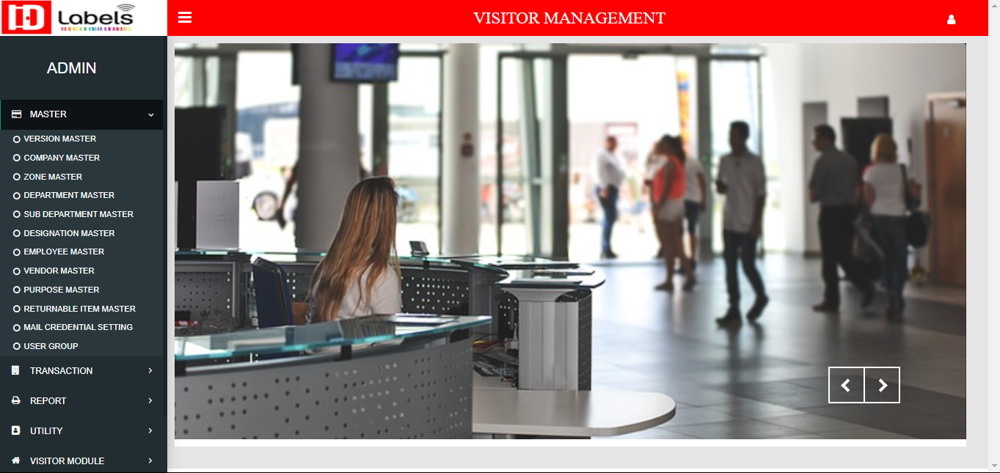 HD Labels
VISITOR MANAGEMENT
ADMIN
MASTER
VERSION MASTER
COMPANY MASTER
ZONE MASTER
DEPARTMENT MASTER
SUB DEPARTMENT MASTER
DESIGNATION MASTER
EMPLOYEE MASTER
VENDOR MASTER
PURPOSE MASTER
RETURNABLE ITEM MASTER
MAIL CREDENTIAL SETTING
USER GROUP
TRANSACTION
REPORT
UTILITY
VISITOR MODULE